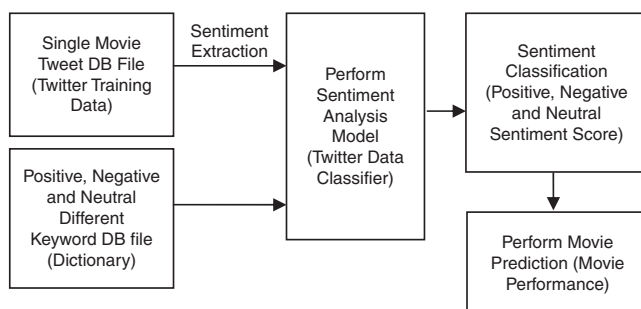 Single Movie
Tweet DB File
(Twitter Training
Data)
Sentiment
Extraction
Positive, Negative
and Neutral
Different
Keyword DB file
(Dictionary)
Perform
Sentiment
Analysis
Model
(Twitter Data
Classifier)
Sentiment
Classification
(Positive, Negative
and Neutral
Sentiment Score)
Perform Movie
Prediction (Movie
Performance)